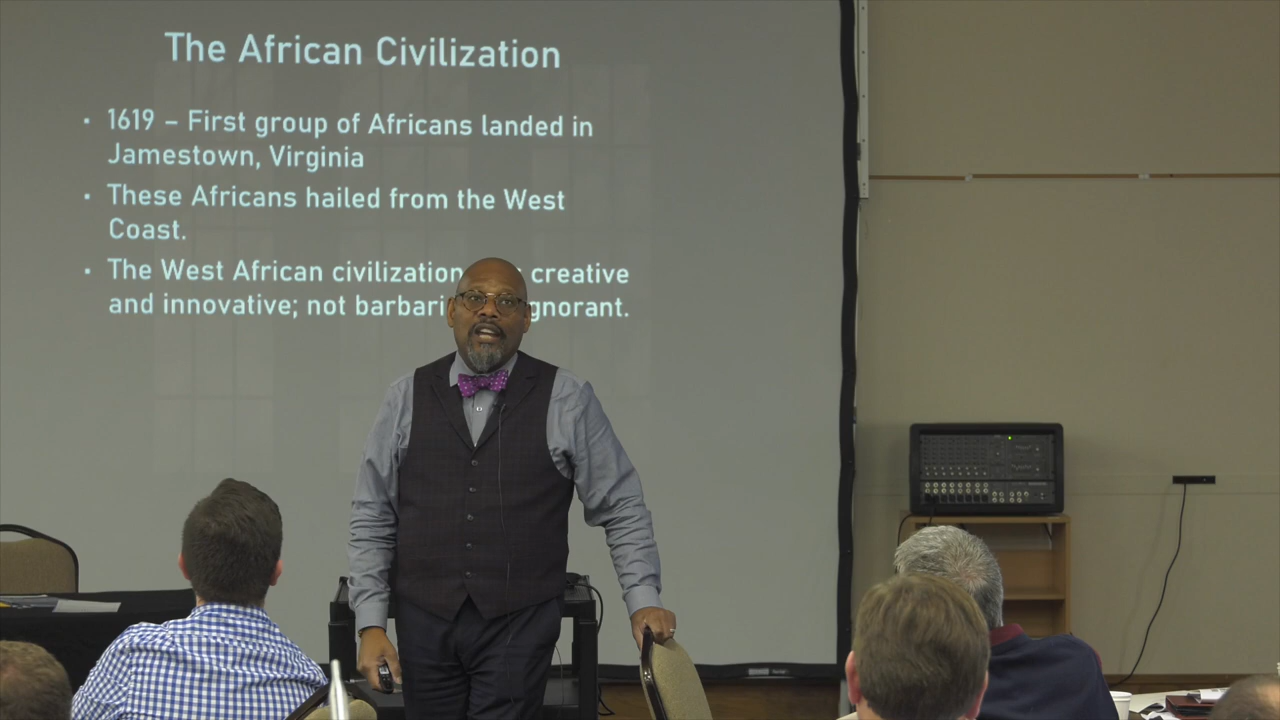 The African Civilization
· 1619 – First group of Africans landed in
Jamestown, Virginia
· These Africans hailed from the West
Coast.
· The West African civilization creative
and innovative; not